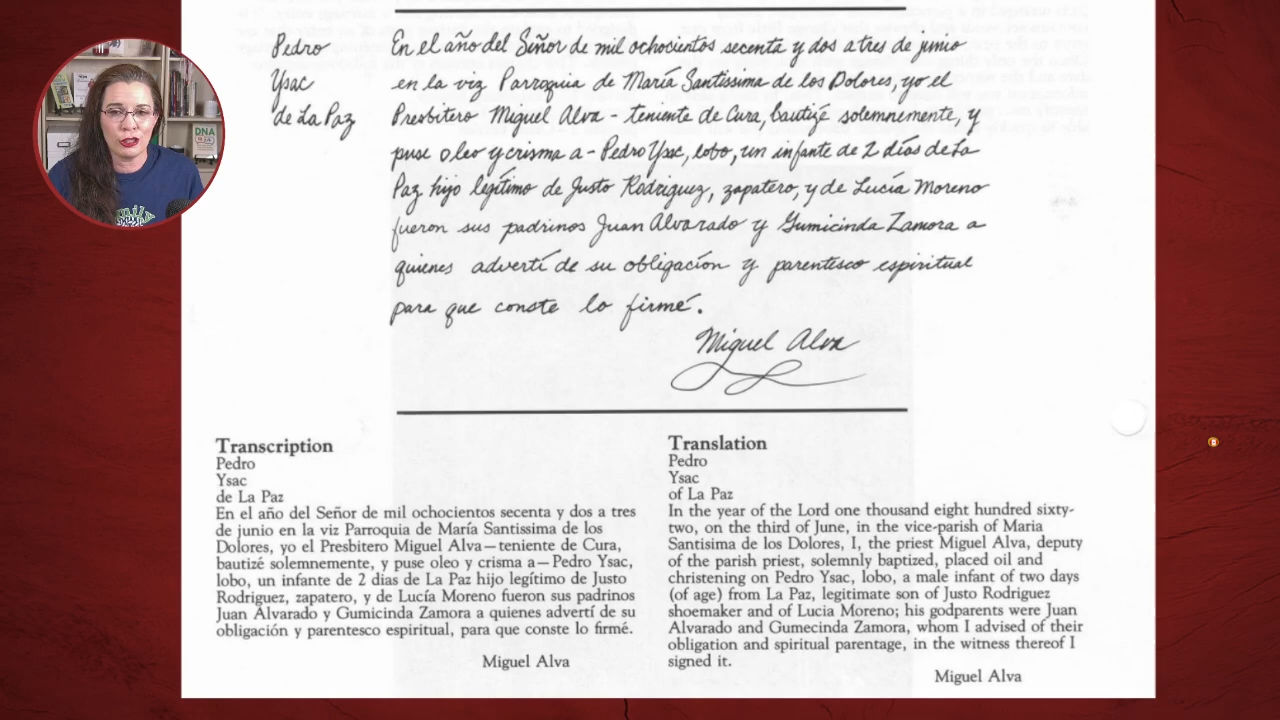 Pedro
Ysac
de La Paz
En el año del Señor de mil ochocientos secenta y dos a tres de junio
en la viz Parroquia de María Santissima de los Dolores, yo el
Presbitero Miguel Alva - teniente de Cura, bautizé solemnemente, y
puse oleo y crisma a - Pedro Ysac, lobo, un infante de 2 días de La
Paz hijo legítimo de Justo Rodriguez, zapatero, y de Lucía Moreno
fueron sus padrinos Juan Alvarado y Gumicinda Zamora a
quienes advertí de su obligación y parentesco espiritual
para que conste lo firmé.
Miguel Alva
Transcription
Pedro
Ysac
de La Paz
En el año del Señor de mil ochocientos secenta y dos a tres
de junio en la viz Parroquia de María Santissima de los
Dolores, yo el Presbitero Miguel Alva—teniente de Cura,
bautizé solemnemente, y puse oleo y crisma a—Pedro Ysac,
lobo, un infante de 2 dias de La Paz hijo legítimo de Justo
Rodriguez, zapatero, y de Lucía Moreno fueron sus padrinos
Juan Alvarado y Gumicinda Zamora a quienes advertí de su
obligación y parentesco espiritual, para que conste lo firmé.
Miguel Alva
Translation
Pedro
Ysac
of La Paz
In the year of the Lord one thousand eight hundred sixty-
two, on the third of June, in the vice-parish of Maria
Santisima de los Dolores, I, the priest Miguel Alva, deputy
of the parish priest, solemnly baptized, placed oil and
christening on Pedro Ysac, lobo, a male infant of two days
(of age) from La Paz, legitimate son of Justo Rodriguez
shoemaker and of Lucia Moreno; his godparents were Juan
Alvarado and Gumecinda Zamora, whom I advised of their
obligation and spiritual parentage, in the witness thereof I
signed it.
Miguel Alva
DNA